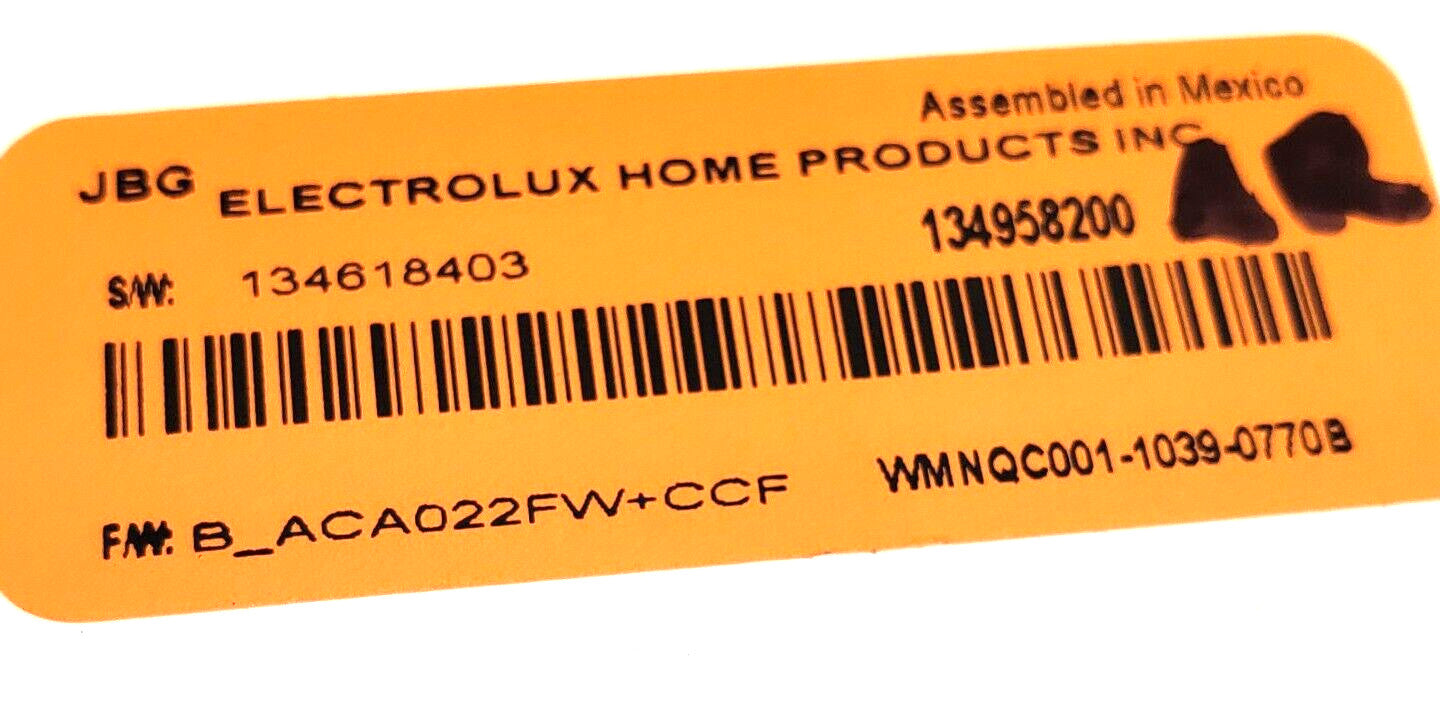 Assembled in Mexico
JBG ELECTROLUX HOME PRODUCTS INC
S/W: 134618403 134958200
F/W: B_ACA022FW+CCF WMNQC001-1039-0770B